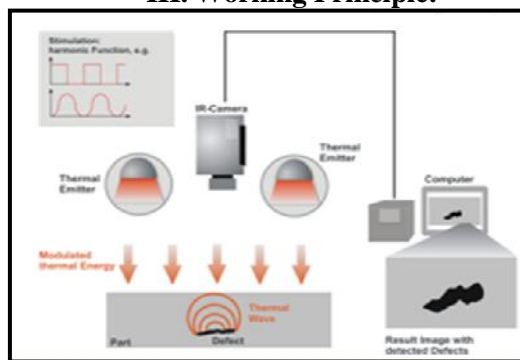 III. Working Principle:
Stimulation:
harmonic Function, e.g.
IR-Camera
Thermal
Emitter
Thermal
Emitter
Computer
Modulated
thermal Energy
Thermal
Wave
Part
Defect
Result Image with
detected Defects